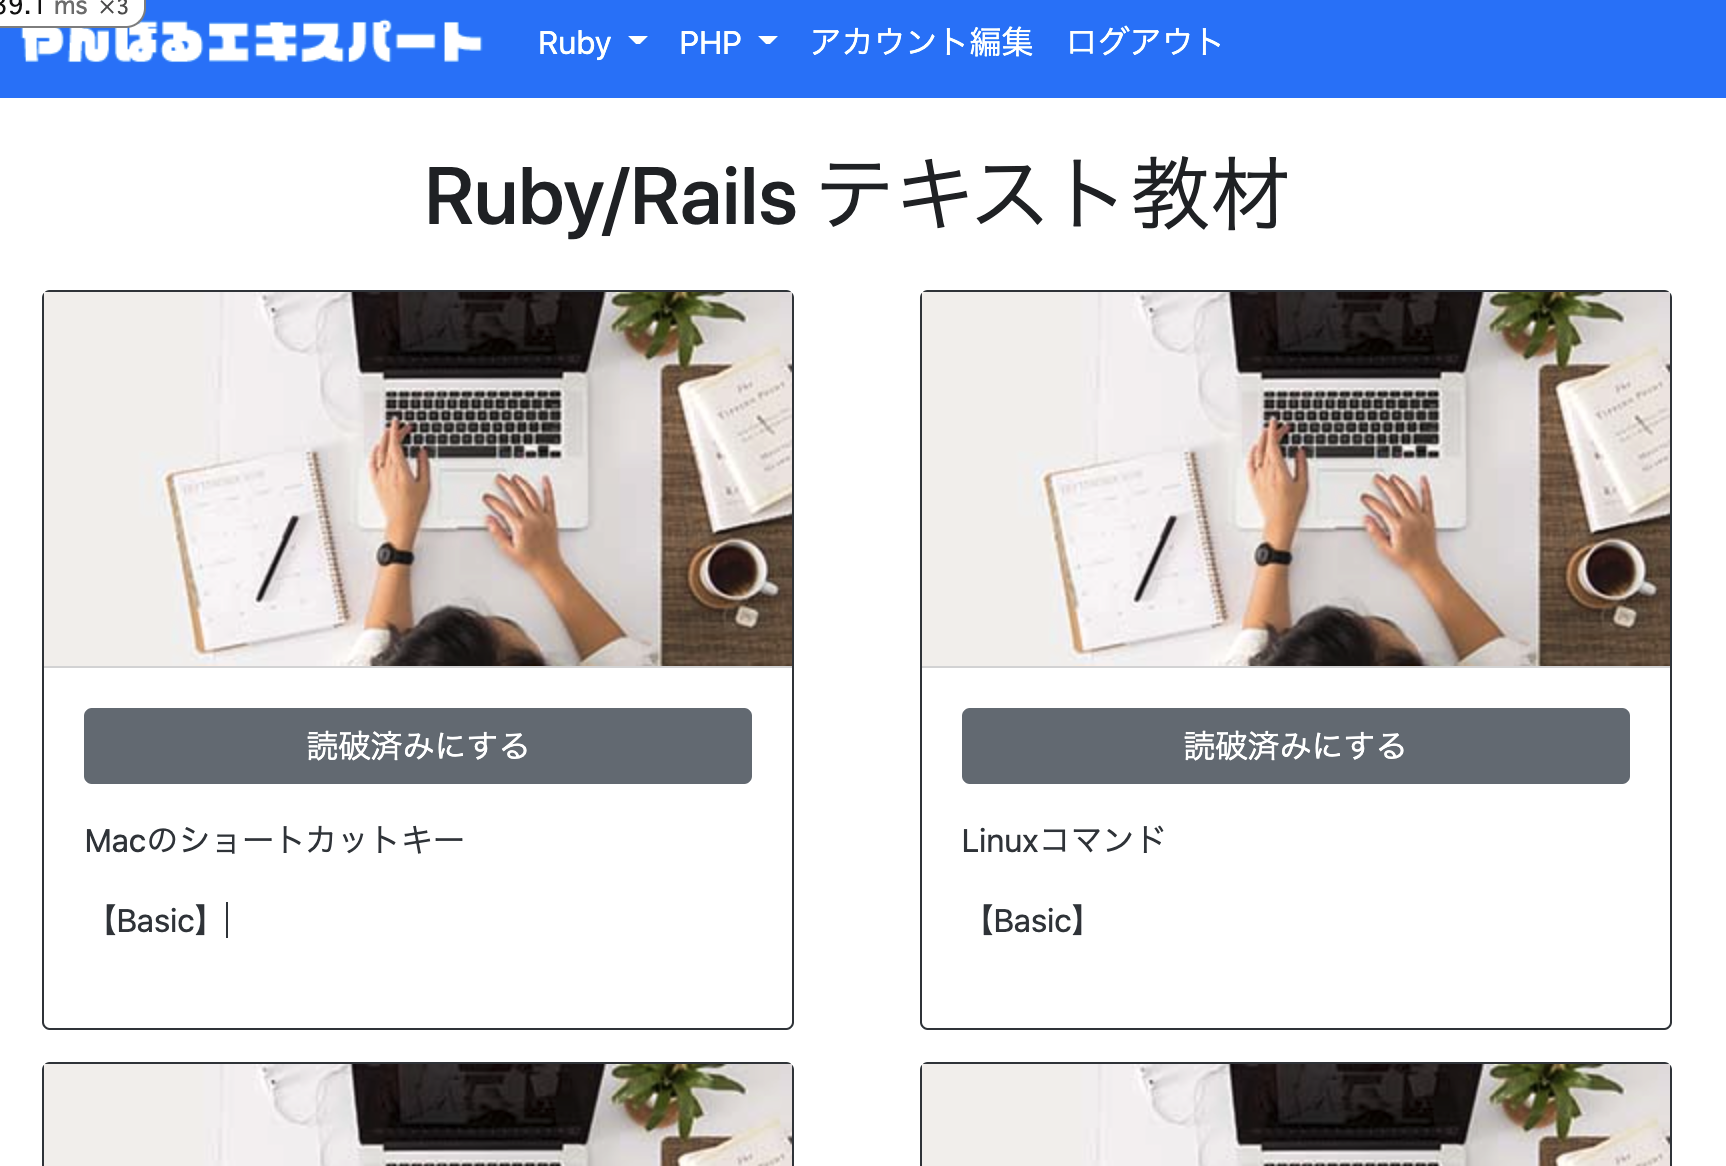 39.1 ms ×3
やんばるエキスパート
Ruby PHP アカウント編集 ログアウト
Ruby/Rails テキスト教材
読破済みにする
Macのショートカットキー
【Basic】
読破済みにする
Linuxコマンド
【Basic】